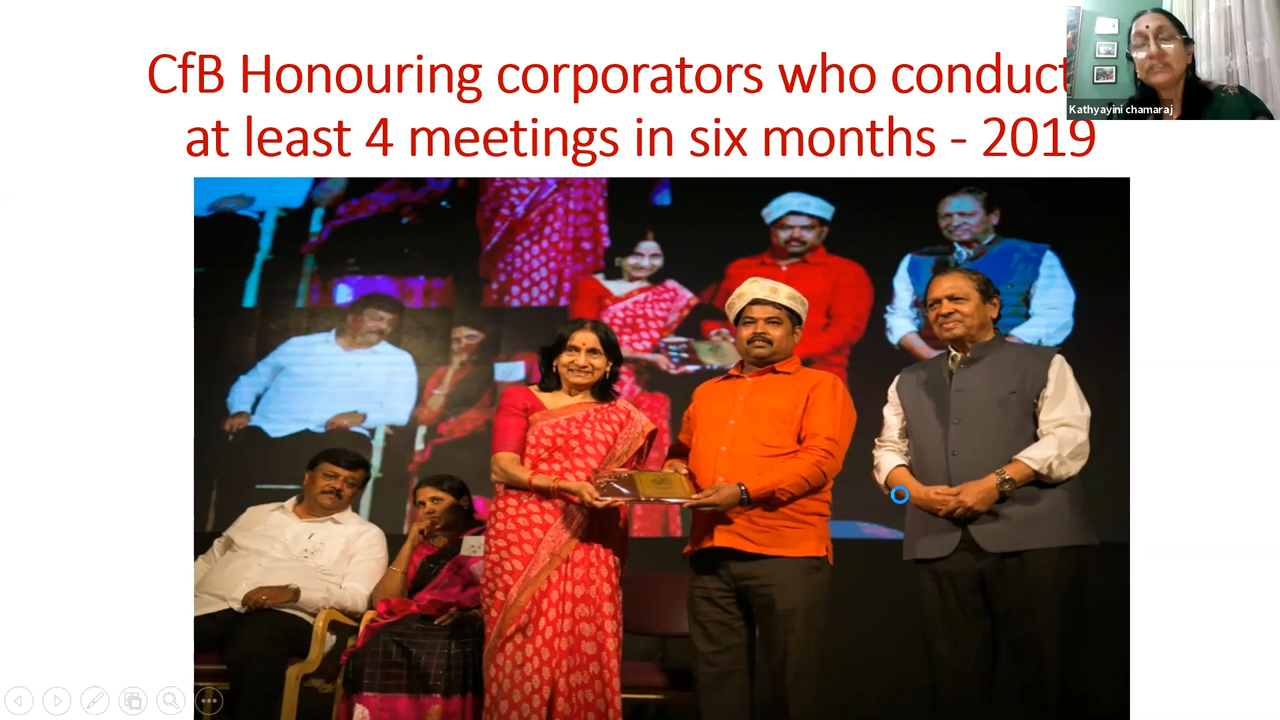 CfB Honouring corporators who conduct
at least 4 meetings in six months - 2019
Kathyayini chamaraj